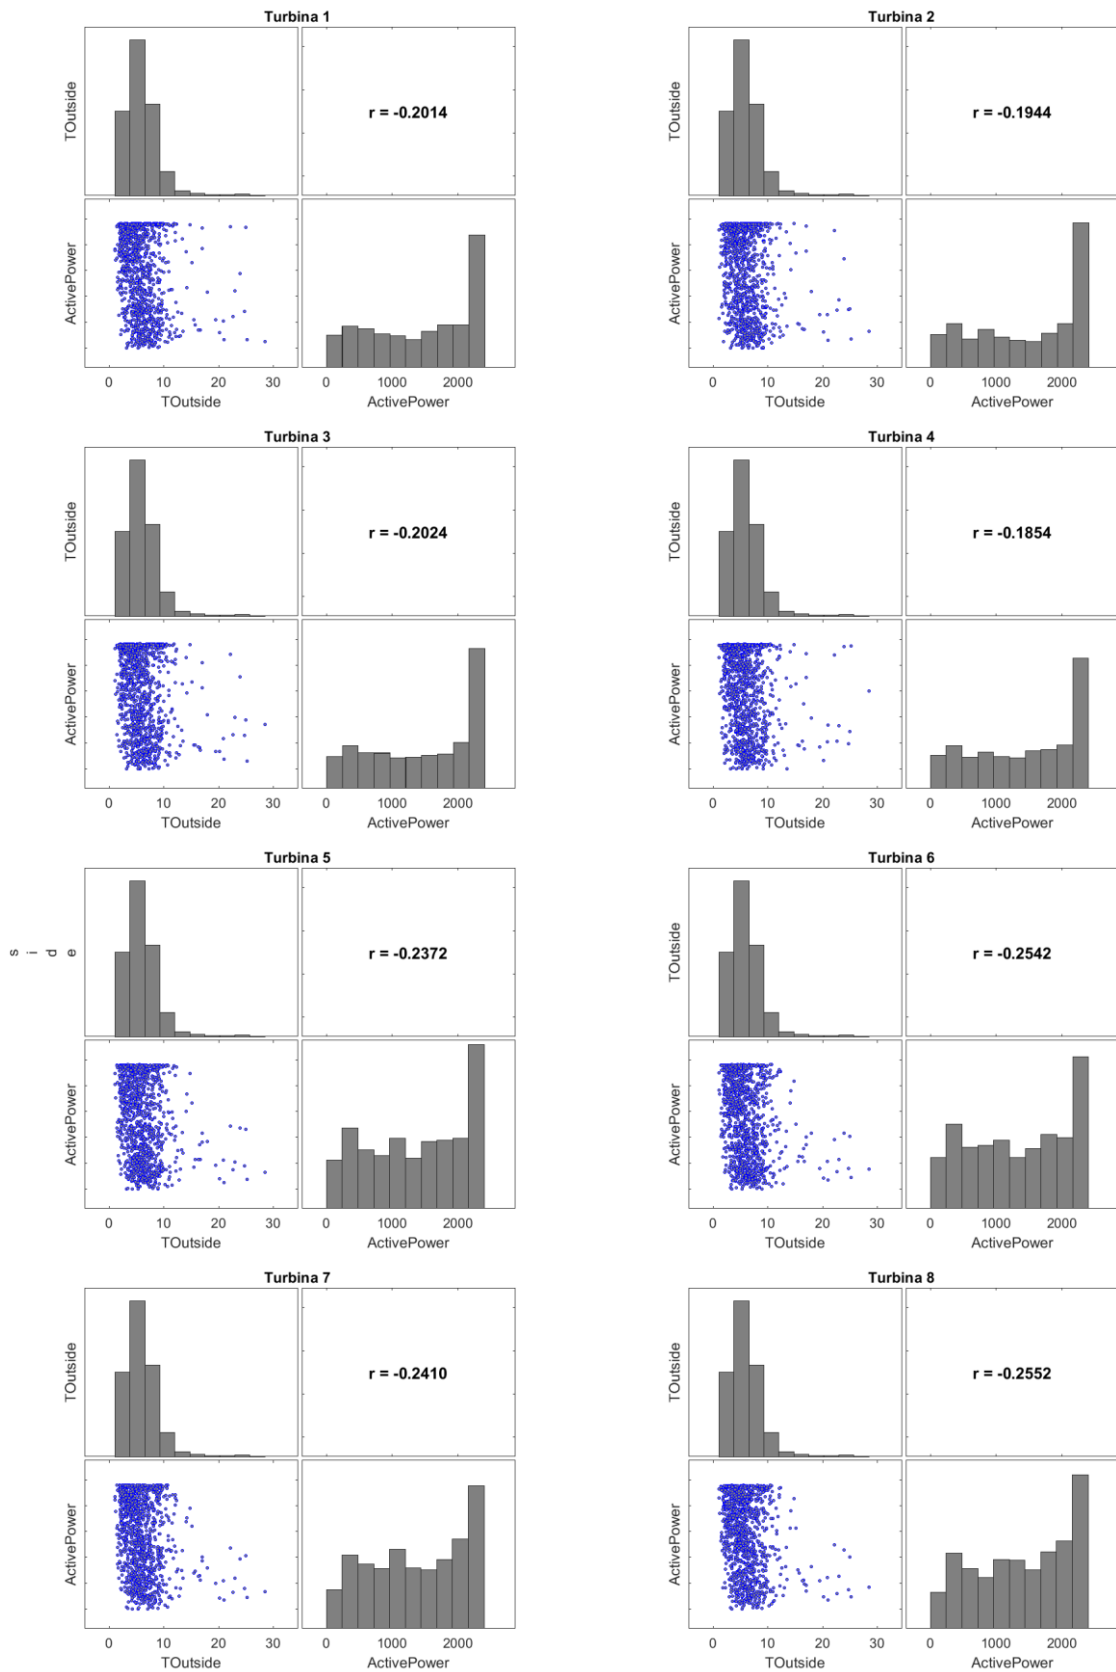 Turbina 1
Turbina 2
TOutside
r = -0.2014
TOutside
r = -0.1944
ActivePower
ActivePower
0 10 20 30 0 1000 2000
0 10 20 30 0 1000 2000
TOutside
ActivePower
TOutside
ActivePower
Turbina 3
Turbina 4
TOutside
r = -0.2024
TOutside
r = -0.1854
ActivePower
ActivePower
0 10 20 30 0 1000 2000
0 10 20 30 0 1000 2000
TOutside
ActivePower
TOutside
ActivePower
Turbina 5
Turbina 6
s i d e
r = -0.2372
TOutside
r = -0.2542
ActivePower
ActivePower
0 10 20 30 0 1000 2000
0 10 20 30 0 1000 2000
TOutside
ActivePower
TOutside
ActivePower
Turbina 7
Turbina 8
TOutside
r = -0.2410
TOutside
r = -0.2552
ActivePower
ActivePower
0 10 20 30 0 1000 2000
0 10 20 30 0 1000 2000
TOutside
ActivePower
TOutside
ActivePower